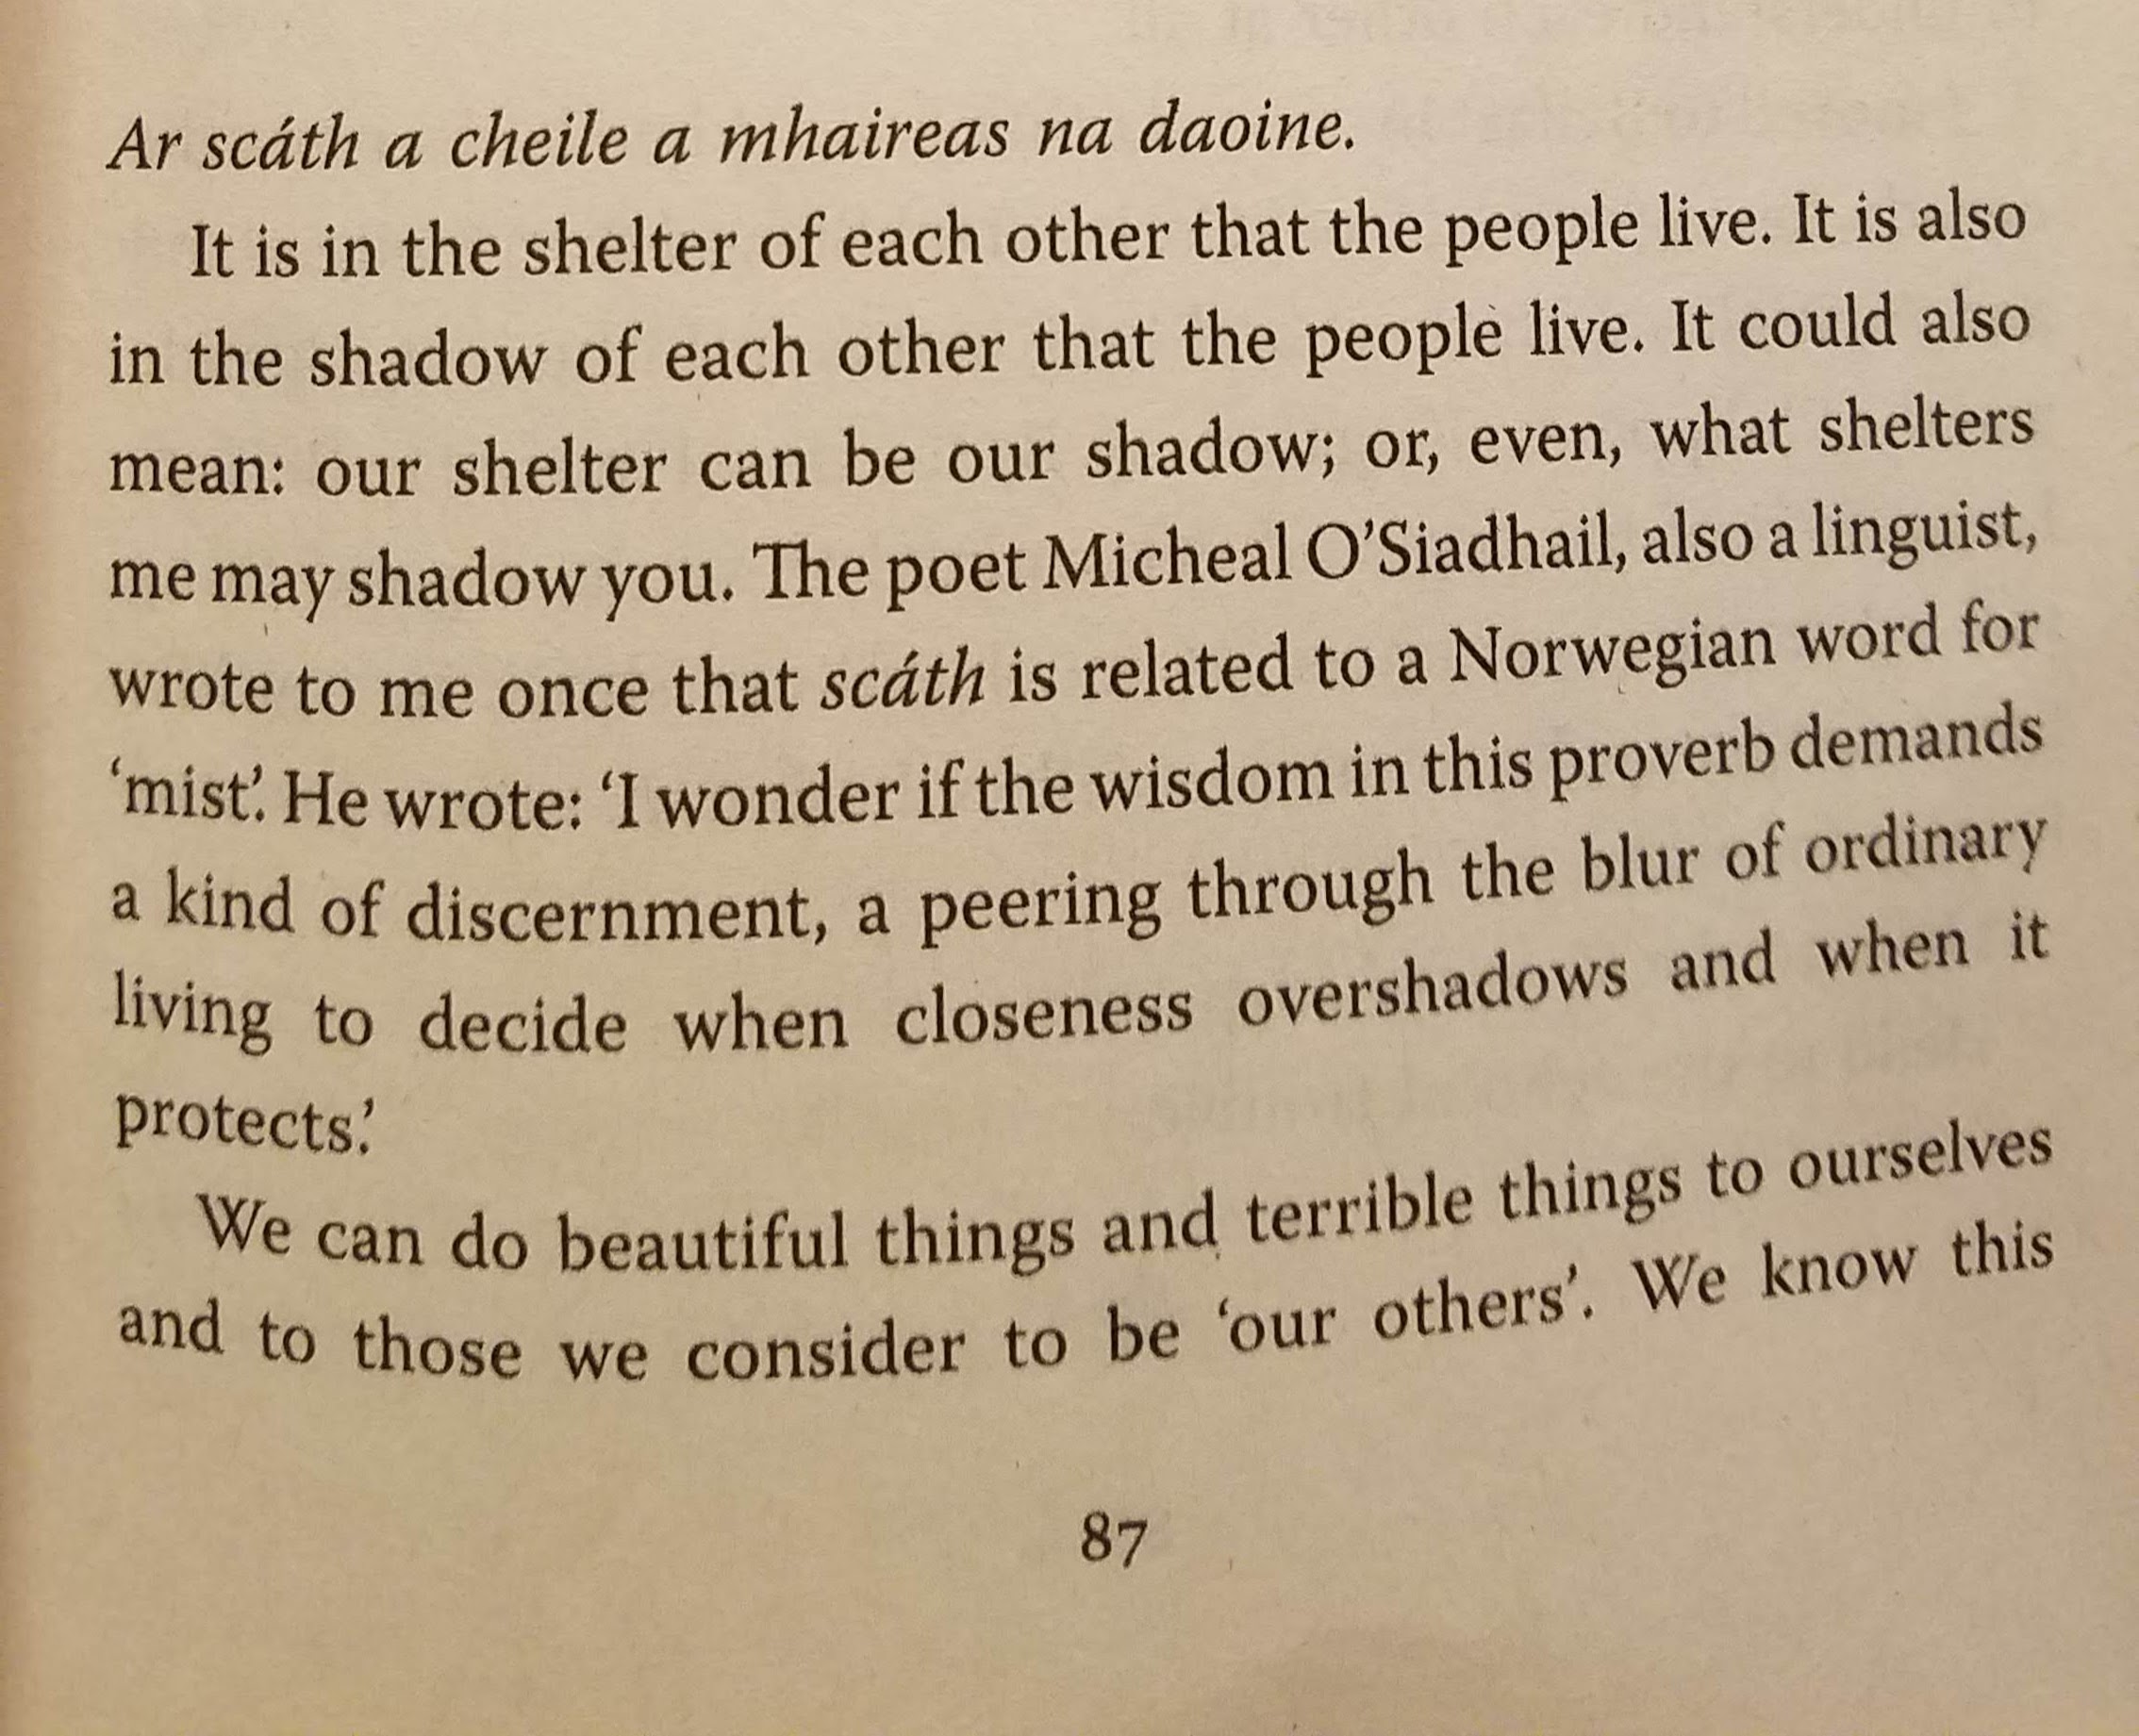 Ar scáth a cheile a mhaireas na daoine.
It is in the shelter of each other that the people live. It is also
in the shadow of each other that the people live. It could also
mean: our shelter can be our shadow; or, even, what shelters
me may shadow you. The poet Micheal O’Siadhail, also a linguist,
wrote to me once that scáth is related to a Norwegian word for
‘mist’. He wrote: ‘I wonder if the wisdom in this proverb demands
a kind of discernment, a peering through the blur of ordinary
living to decide when closeness overshadows and when it
protects.’
We can do beautiful things and terrible things to ourselves
and to those we consider to be ‘our others’. We know this
87